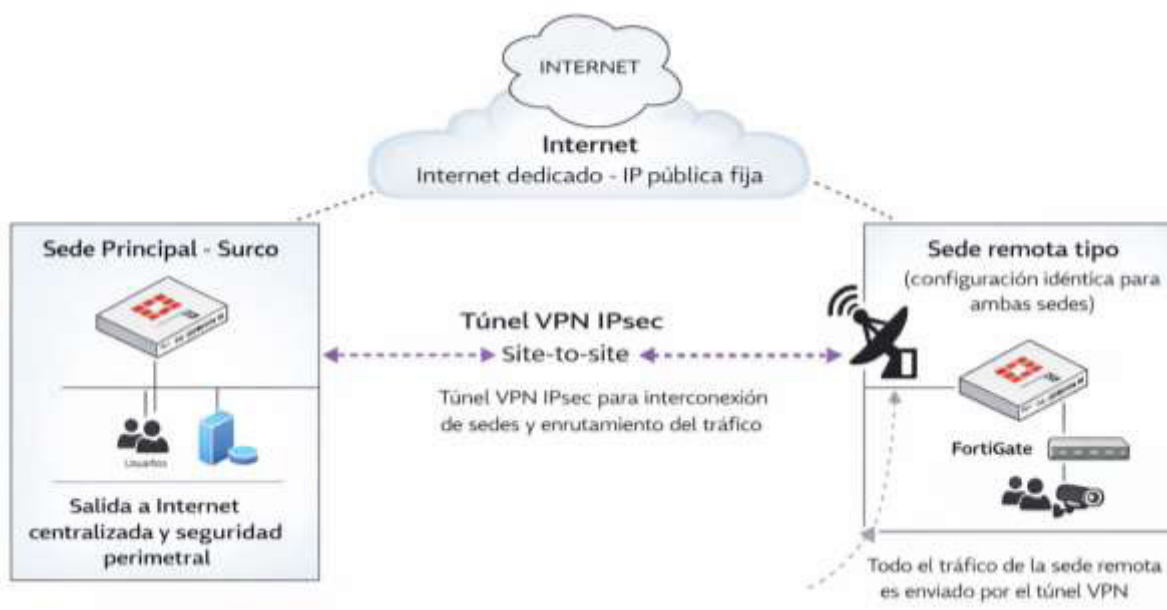 INTERNET
Internet
Internet dedicado - IP pública fija
Sede Principal - Surco
Usuarios
Salida a Internet
centralizada y seguridad
perimetral
Túnel VPN IPsec
Site-to-site
Túnel VPN IPsec para interconexión
de sedes y enrutamiento del tráfico
Sede remota tipo
(configuración idéntica para
ambas sedes)
FortiGate
Todo el tráfico de la sede remota
es enviado por el túnel VPN